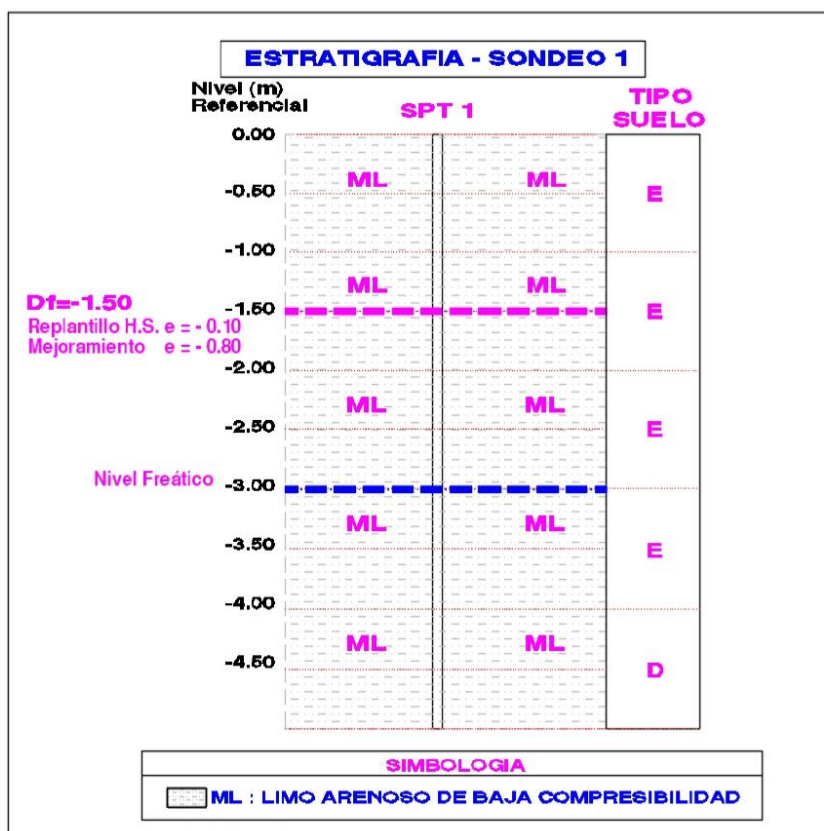 ESTRATIGRAFIA - SONDEO 1
Nivel (m)
Referencial
SPT 1
TIPO
SUELO
0.00
ML ML
E
-0.50
-1.00
ML ML
Df=-1.50
-1.50
E
Replantillo H.S. e = - 0.10
Mejoramiento e = - 0.80
-2.00
ML ML
-2.50
E
Nivel Freático
-3.00
ML ML
-3.50
E
-4.00
ML ML
-4.50
D
SIMBOLOGIA
ML : LIMO ARENOSO DE BAJA COMPRESIBILIDAD